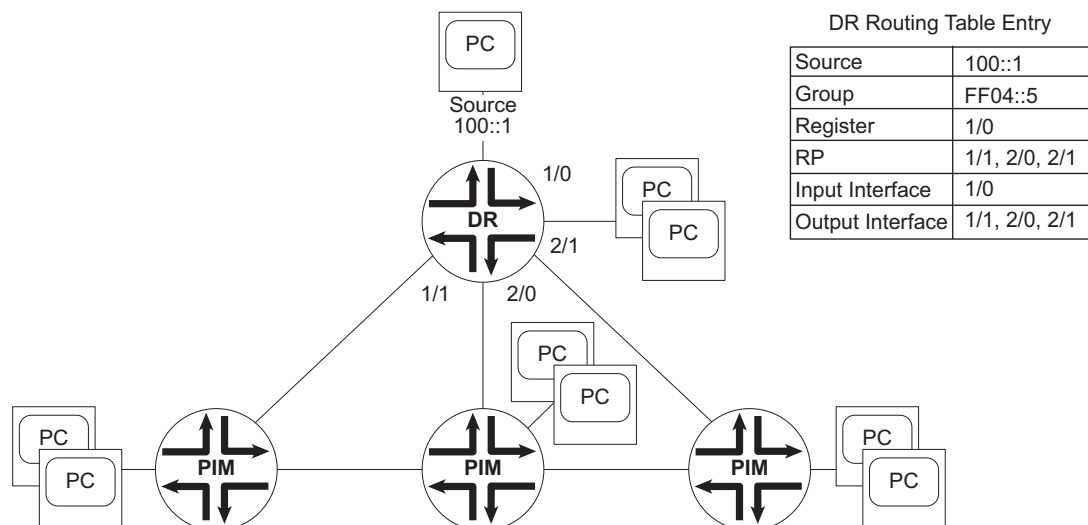 PC
Source
100::1
DR Routing Table Entry
Source 100::1
Group FF04::5
Register 1/0
RP 1/1, 2/0, 2/1
Input Interface 1/0
Output Interface 1/1, 2/0, 2/1
1/0
DR
2/1
1/1
2/0
PC
PC
PC
PC
PC
PC
PIM
PIM
PIM
PC
PC